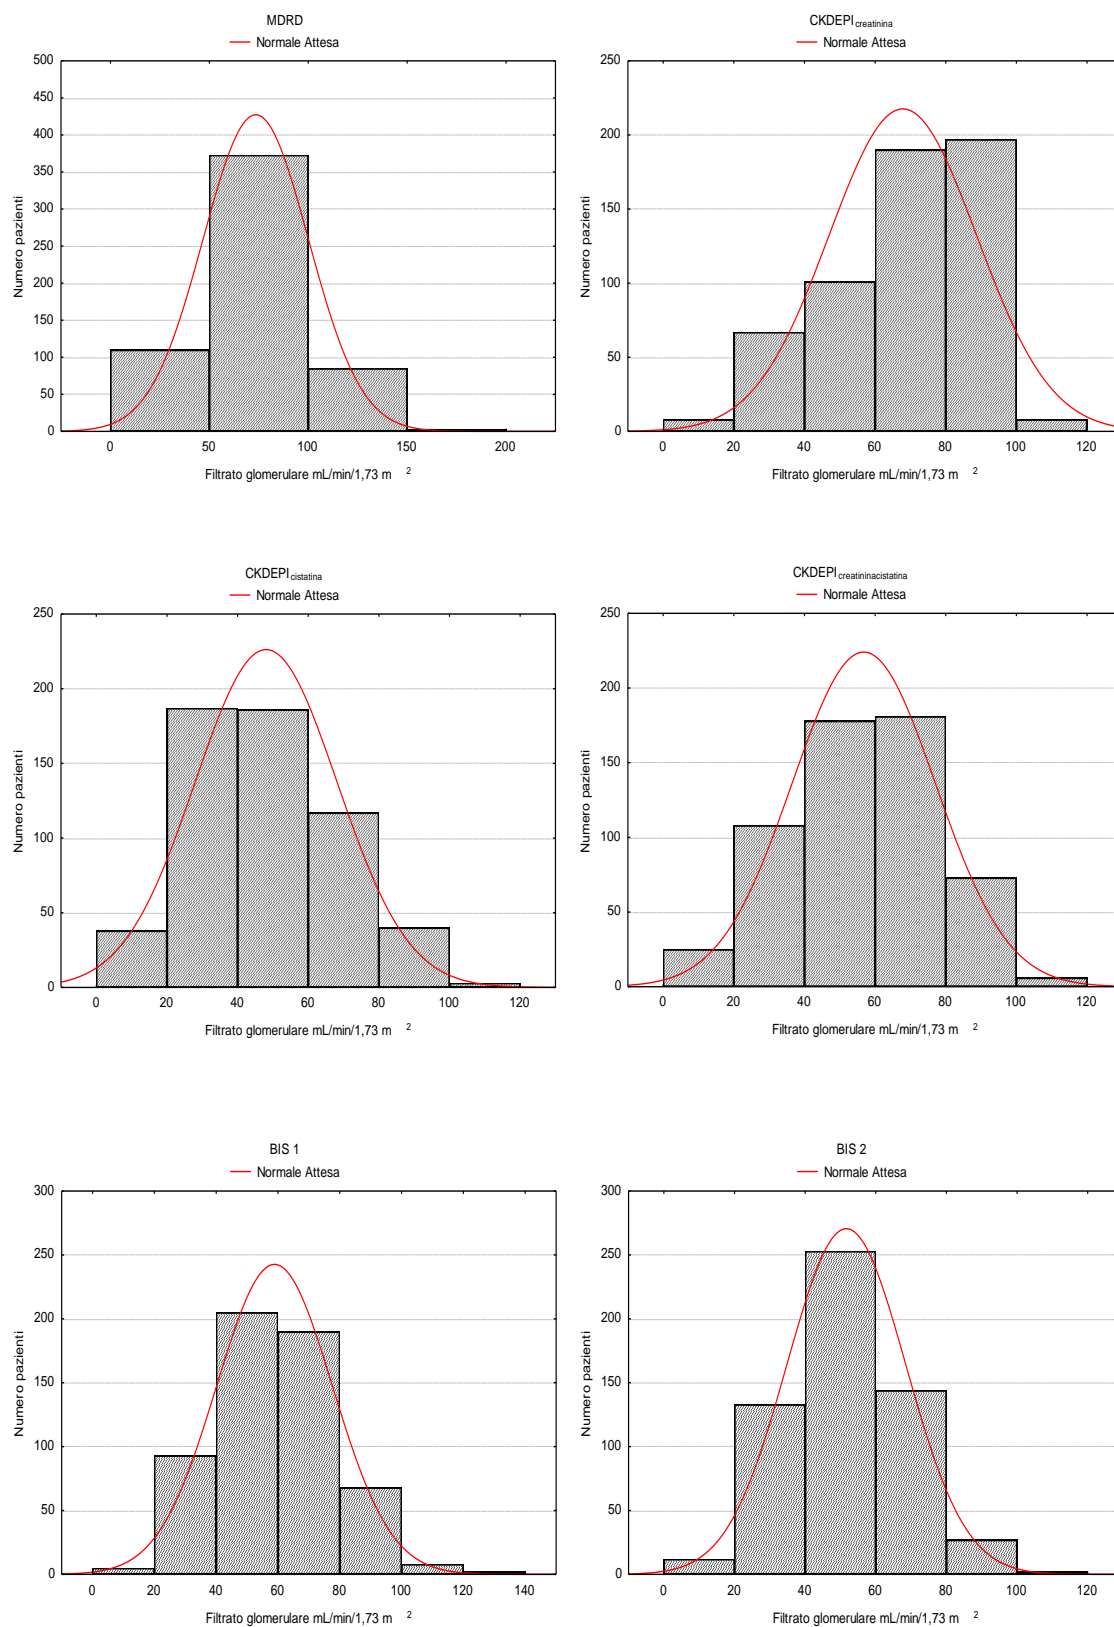 MDRD
Normale Attesa
500
450
400
350
300
250
200
150
100
50
0
Numero pazienti
0 50 100 150 200
Filtrato glomerulare mL/min/1,73 m 2
CKDEPI creatinina
Normale Attesa
250
200
150
100
50
0
Numero pazienti
0 20 40 60 80 100 120
Filtrato glomerulare mL/min/1,73 m 2
CKDEPI cistatina
Normale Attesa
250
200
150
100
50
0
Numero pazienti
0 20 40 60 80 100 120
Filtrato glomerulare mL/min/1,73 m 2
CKDEPI creatininacistatina
Normale Attesa
250
200
150
100
50
0
Numero pazienti
0 20 40 60 80 100 120
Filtrato glomerulare mL/min/1,73 m 2
BIS 1
Normale Attesa
300
250
200
150
100
50
0
Numero pazienti
0 20 40 60 80 100 120 140
Filtrato glomerulare mL/min/1,73 m 2
BIS 2
Normale Attesa
300
250
200
150
100
50
0
Numero pazienti
0 20 40 60 80 100 120
Filtrato glomerulare mL/min/1,73 m 2